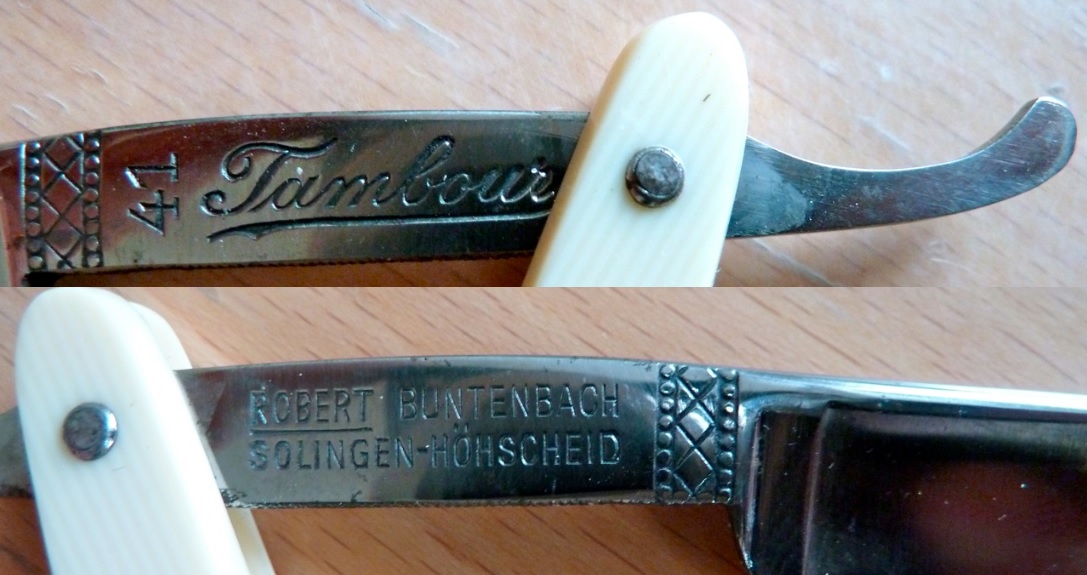 41 Tambour
ROBERT BUNTENBACH
SOLINGEN-HÖHSCHEID